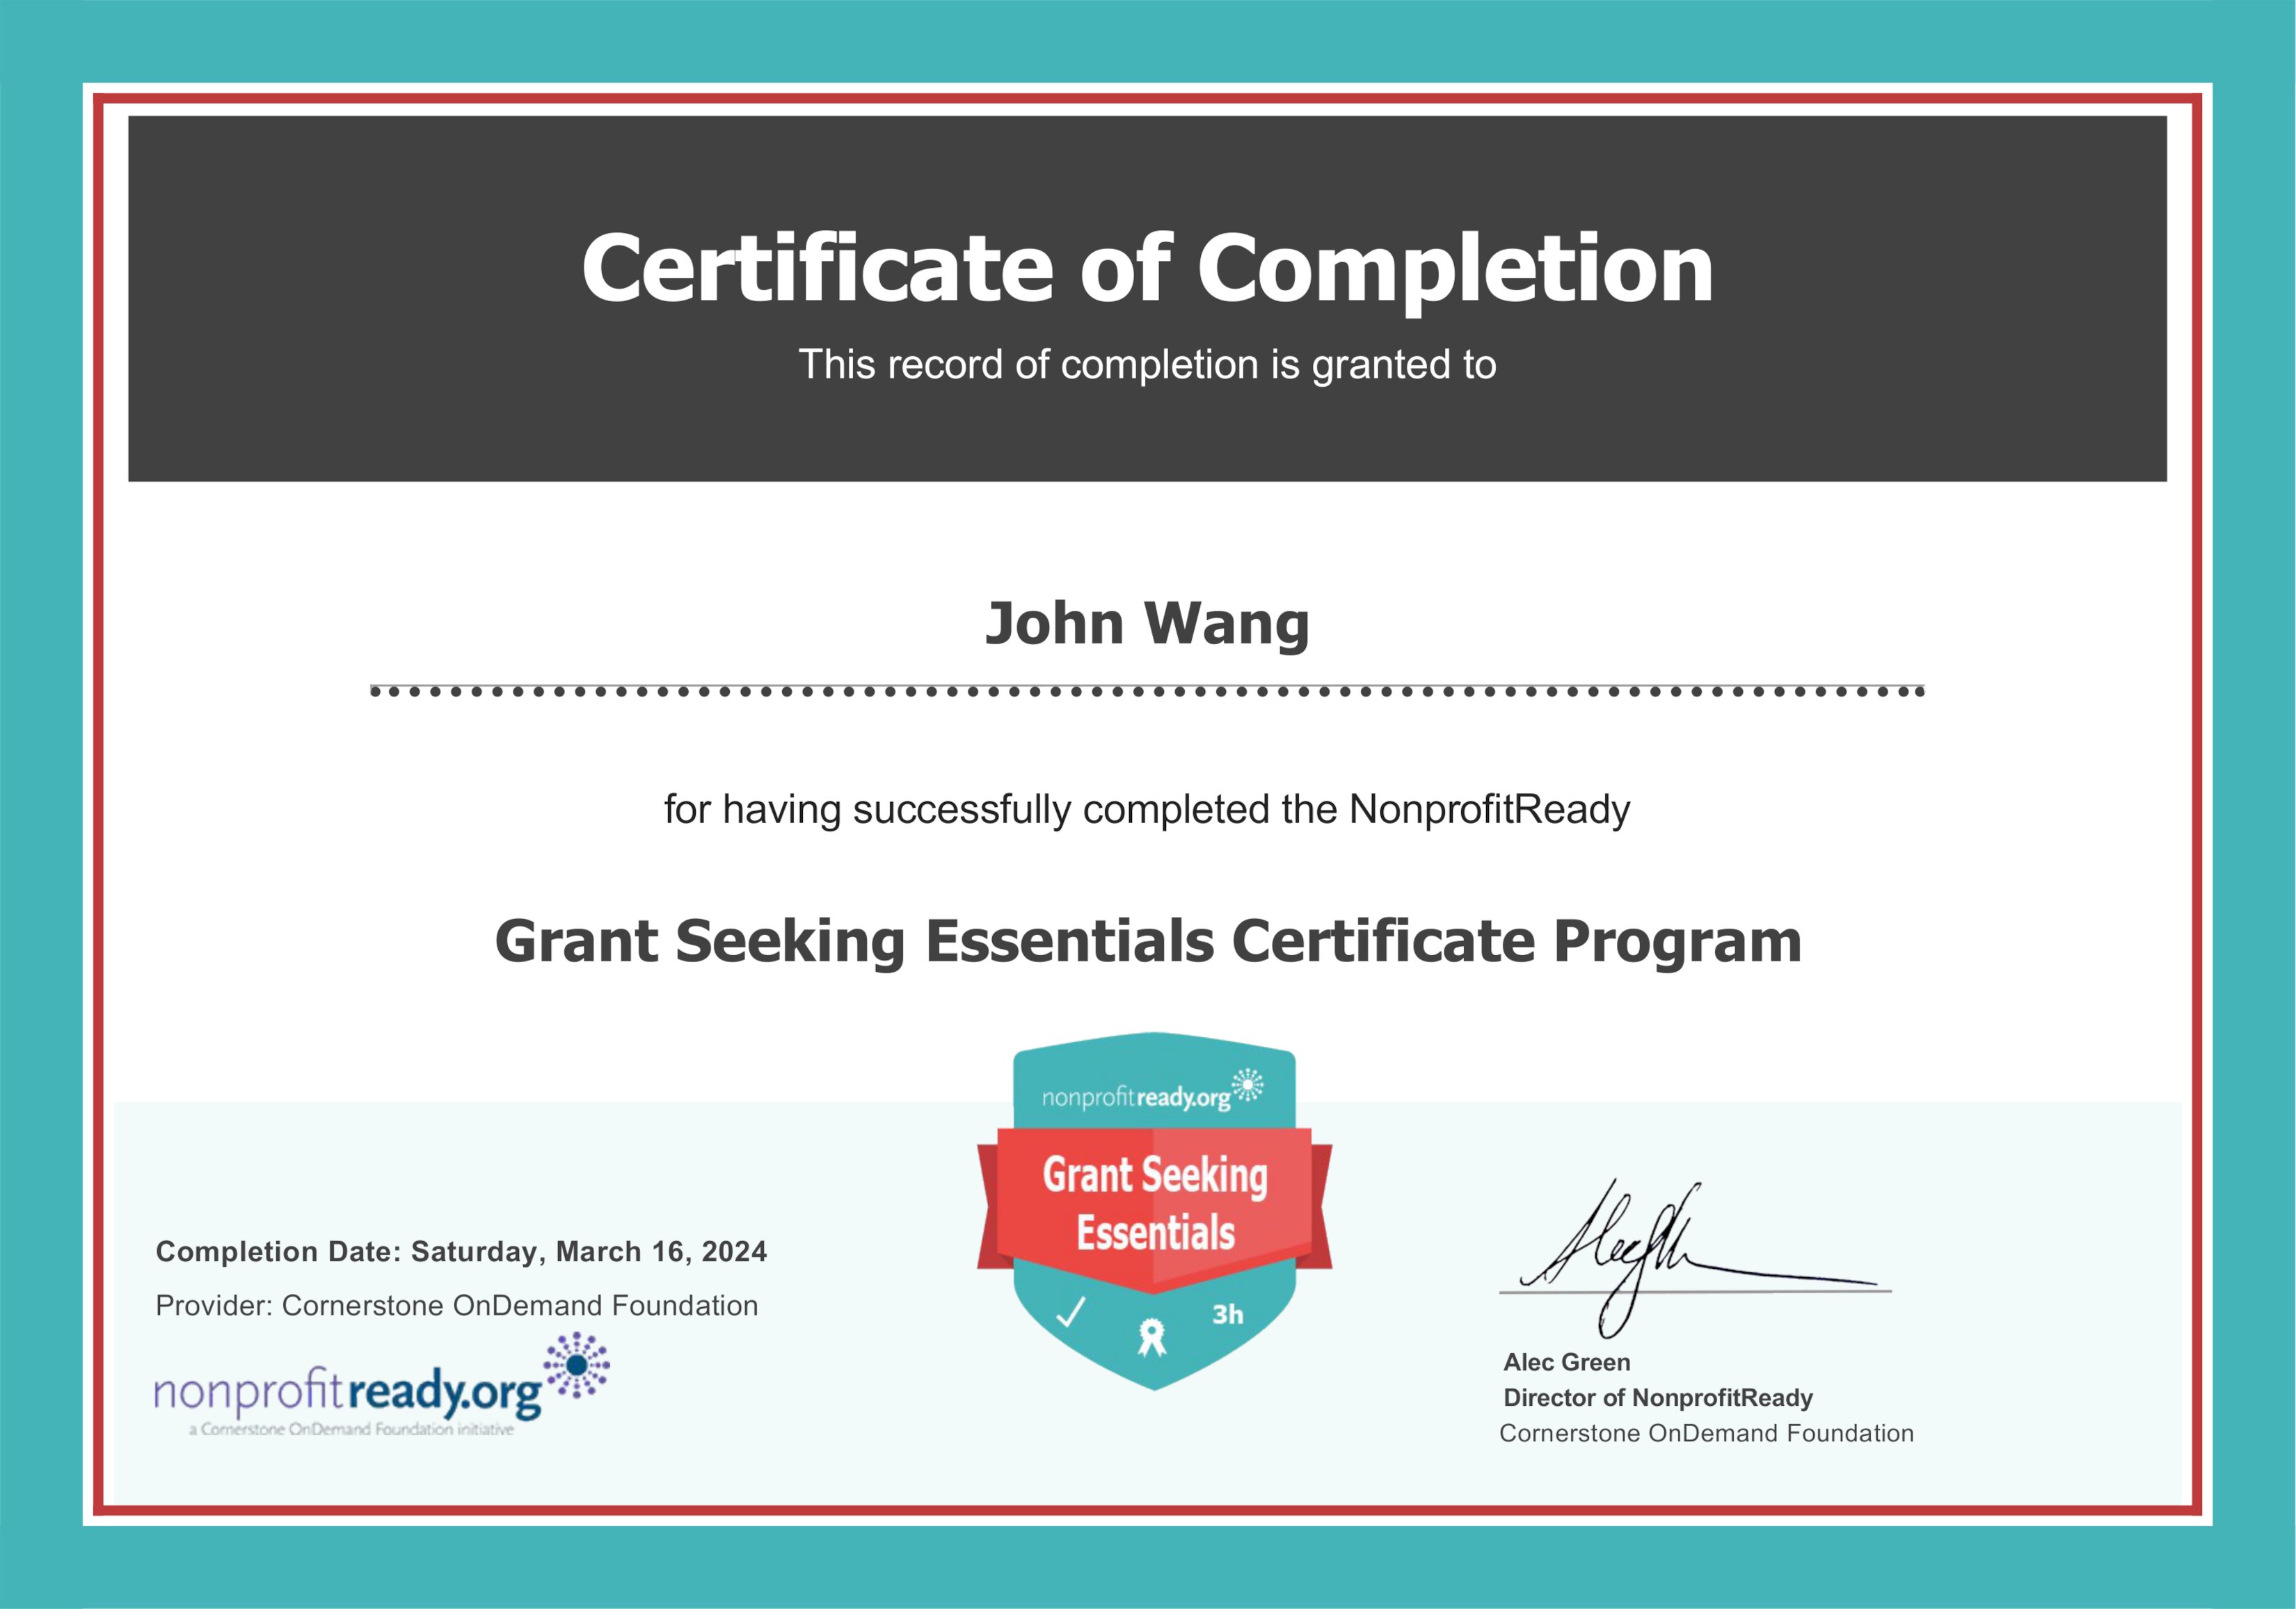 Certificate of Completion
This record of completion is granted to
John Wang
for having successfully completed the NonprofitReady
Grant Seeking Essentials Certificate Program
nonprofitready.org
Grant Seeking
Essentials
3h
Completion Date: Saturday, March 16, 2024
Provider: Cornerstone OnDemand Foundation
nonprofitready.org
a Cornerstone OnDemand Foundation initiative
Alec Green
Director of NonprofitReady
Cornerstone OnDemand Foundation